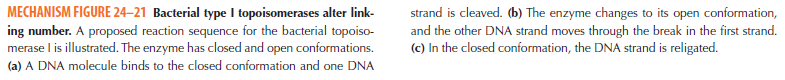 MECHANISM FIGURE 24–21 Bacterial type I topoisomerases alter link-
ing number. A proposed reaction sequence for the bacterial topoiso-
merase I is illustrated. The enzyme has closed and open conformations.
(a) A DNA molecule binds to the closed conformation and one DNA
strand is cleaved. (b) The enzyme changes to its open conformation,
and the other DNA strand moves through the break in the first strand.
(c) In the closed conformation, the DNA strand is religated.